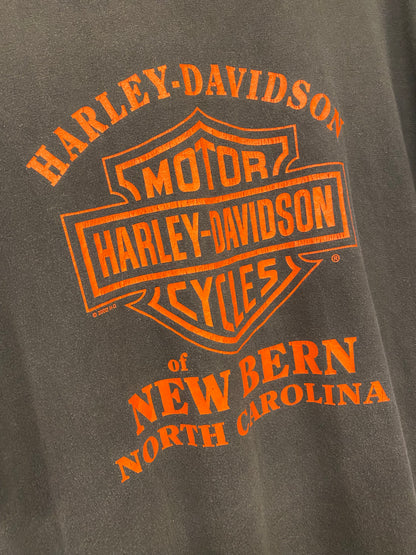 HARLEY-DAVIDSON
MOTOR
HARLEY-DAVIDSON
®
CYCLES
of
NEW BERN
NORTH CAROLINA